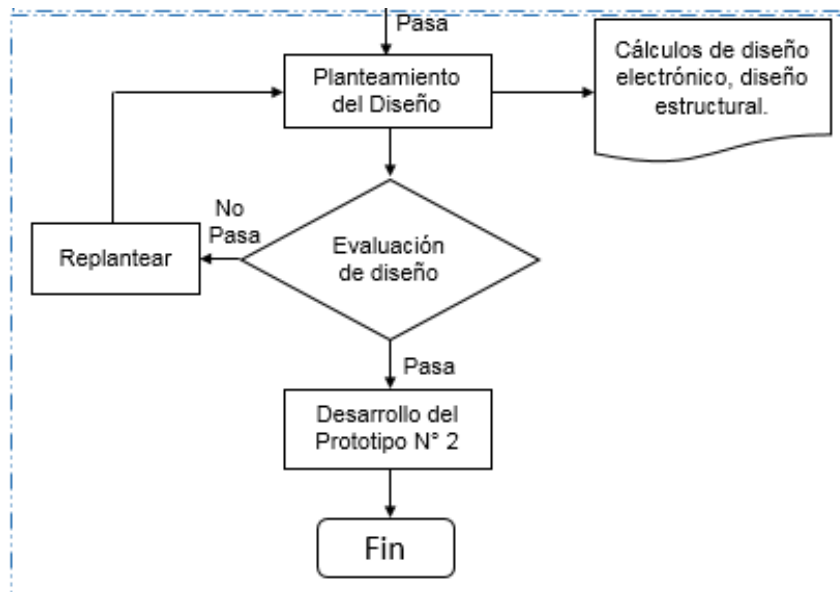 Pasa
Planteamiento
del Diseño
Cálculos de diseño
electrónico, diseño
estructural.
No
Pasa
Replantear
Evaluación
de diseño
Pasa
Desarrollo del
Prototipo N° 2
Fin